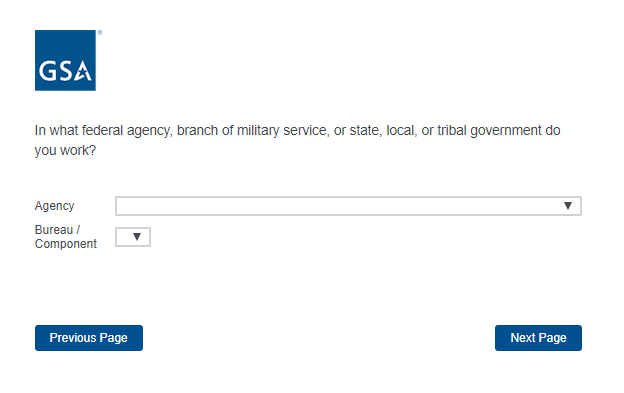 GSA
®
In what federal agency, branch of military service, or state, local, or tribal government do
you work?
Agency
Bureau /
Component
Previous Page
Next Page